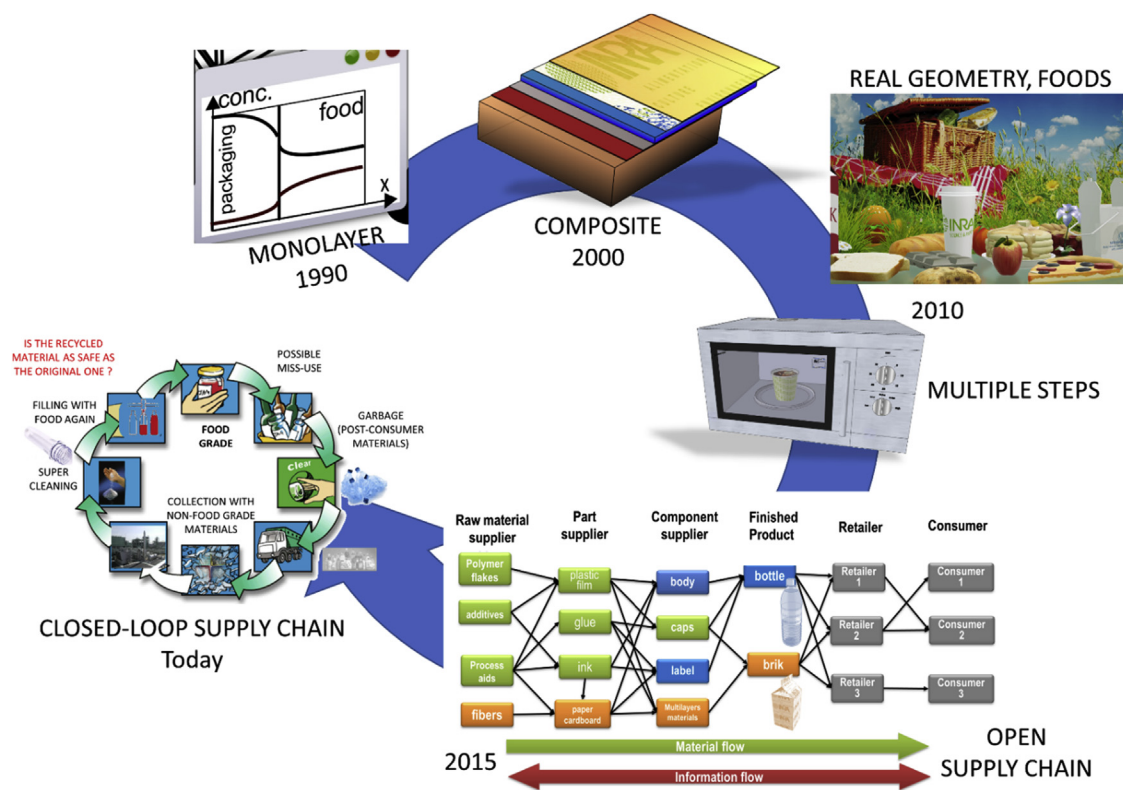 conc.
food
packaging
x
MONOLAYER
1990
INRA
COMPOSITE
2000
REAL GEOMETRY, FOODS
INRA
2010
MULTIPLE STEPS
IS THE RECYCLED
MATERIAL AS SAFE AS
THE ORIGINAL ONE ?
POSSIBLE
MISS-USE
FILLING WITH
FOOD AGAIN
FOOD
GRADE
GARBAGE
(POST-CONSUMER
MATERIALS)
Clear
SUPER
CLEANING
COLLECTION WITH
NON-FOOD GRADE
MATERIALS
CLOSED-LOOP SUPPLY CHAIN
Today
Raw material
supplier
Part
supplier
Component
supplier
Finished
Product
Retailer
Consumer
Polymer
flakes
plastic
film
body
bottle
Retailer
1
Consumer
1
additives
glue
caps
Retailer
2
Consumer
2
Process
aids
ink
label
brik
Retailer
3
Consumer
3
fibers
paper
cardboard
Multilayers
materials
2015
Material flow
Information flow
OPEN
SUPPLY CHAIN